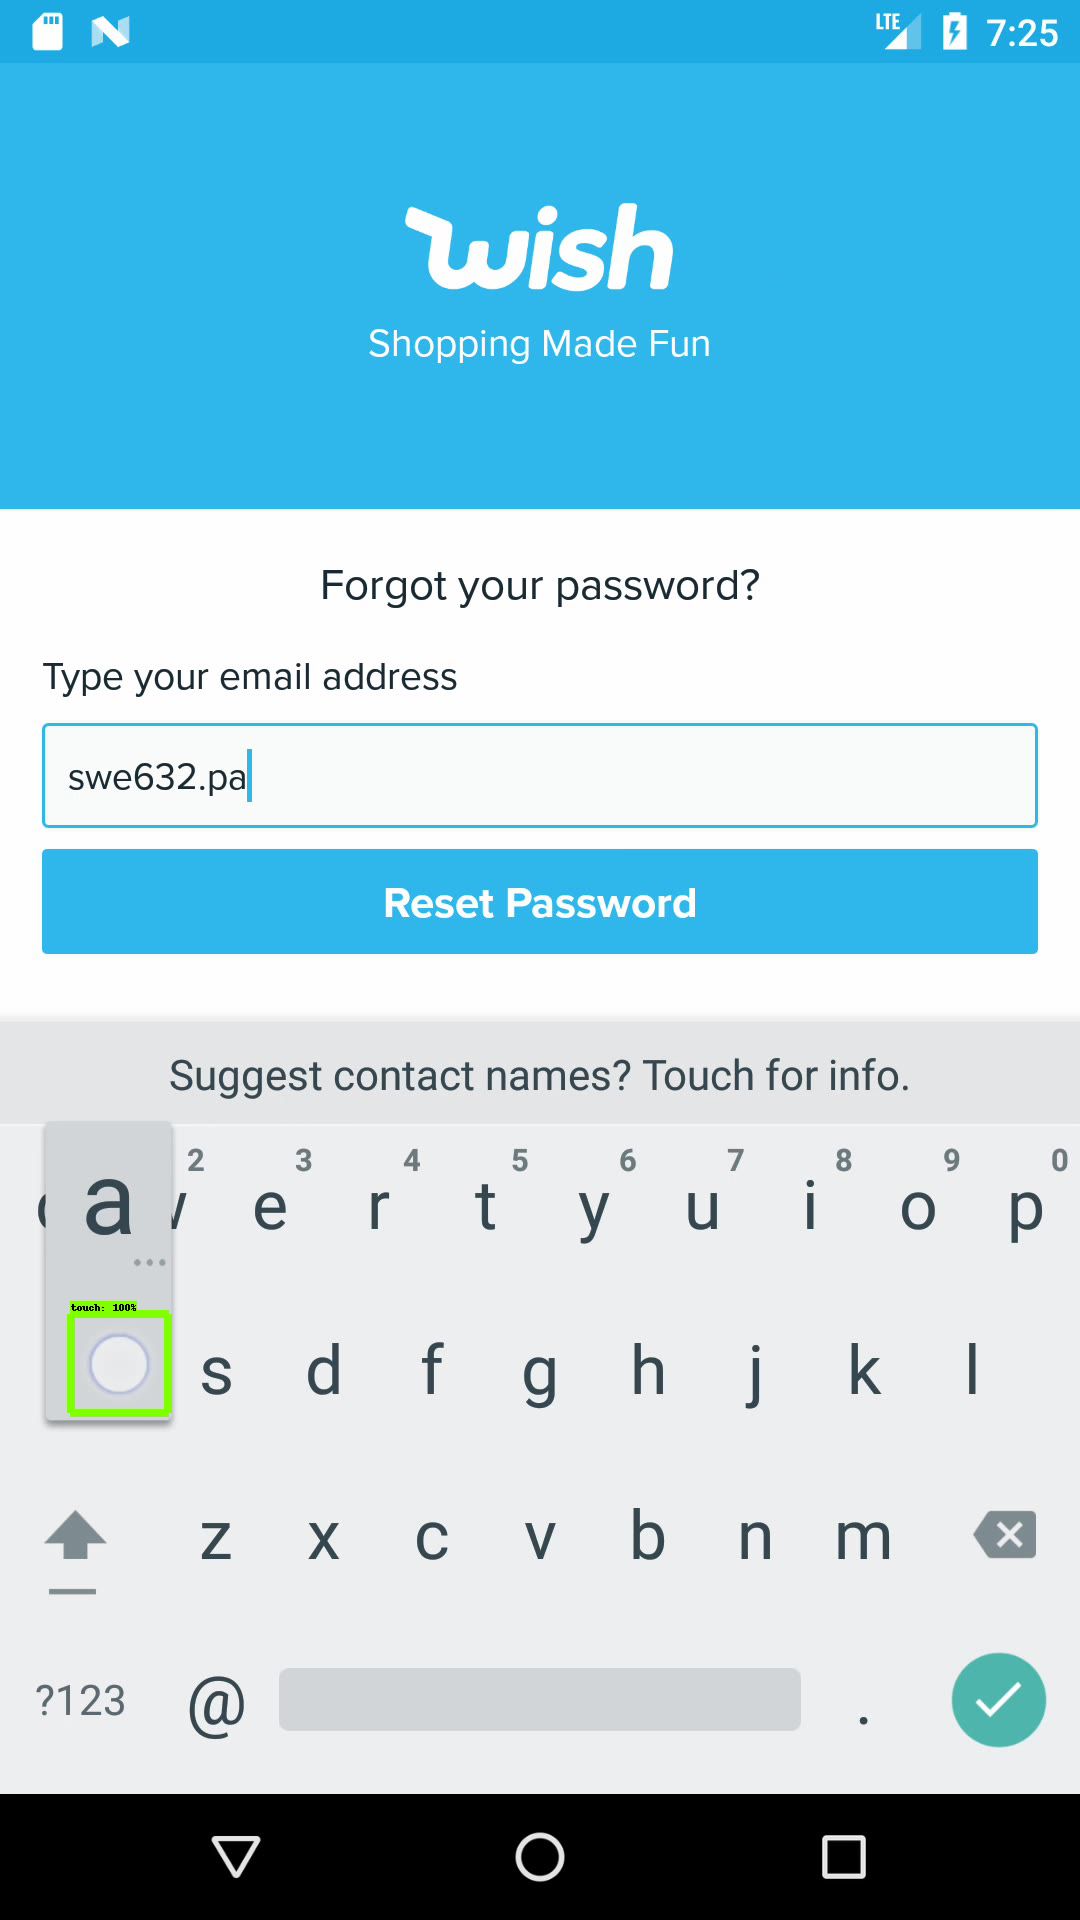 LTE 7:25
wish
Shopping Made Fun
Forgot your password?
Type your email address
swe632.pa
Reset Password
Suggest contact names? Touch for info.
2 3 4 5 6 7 8 9 0
a e r t y u i o p
touch: 100%
s d f g h j k l
z x c v b n m
?123 @ .